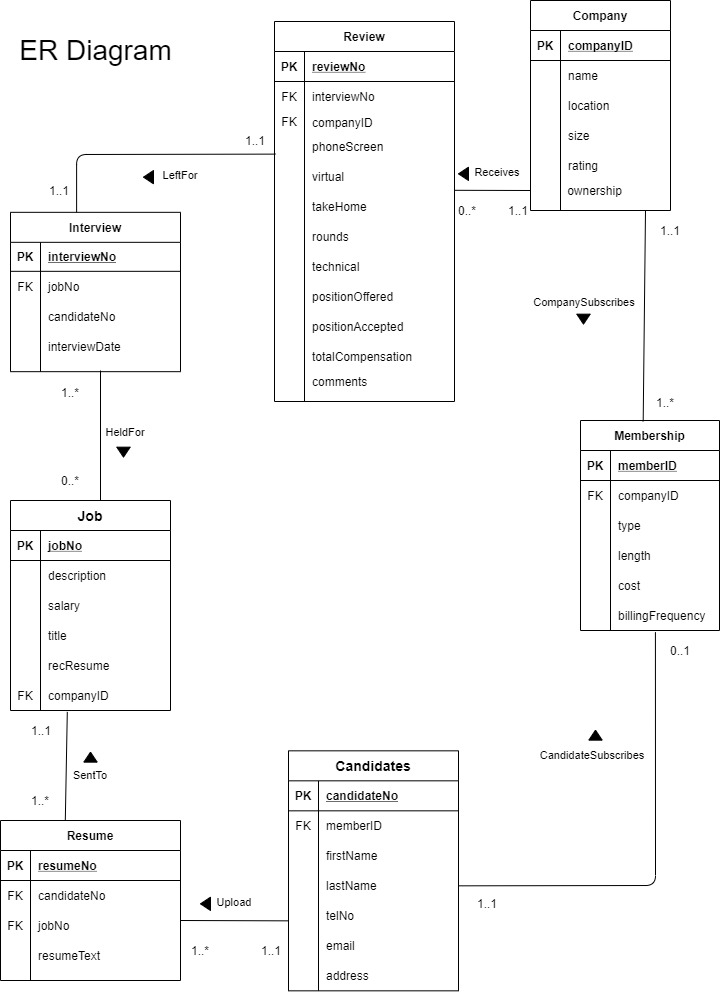 ER Diagram
Review
PK reviewNo
FK interviewNo
FK companyID
phoneScreen
virtual
takeHome
rounds
technical
positionOffered
positionAccepted
totalCompensation
comments
Company
PK companyID
name
location
size
rating
ownership
1..1
LeftFor
1..1
Receives
0..*
1..1
Interview
PK interviewNo
FK jobNo
candidateNo
interviewDate
1..1
CompanySubscribes
1..*
1..*
HeldFor
0..*
Membership
PK memberID
FK companyID
type
length
cost
billingFrequency
Job
PK jobNo
description
salary
title
recResume
FK companyID
0..1
CandidateSubscribes
1..1
1..1
SentTo
1..*
Candidates
PK candidateNo
FK memberID
firstName
lastName
telNo
email
address
Resume
PK resumeNo
FK candidateNo
FK jobNo
resumeText
Upload
1..*
1..1